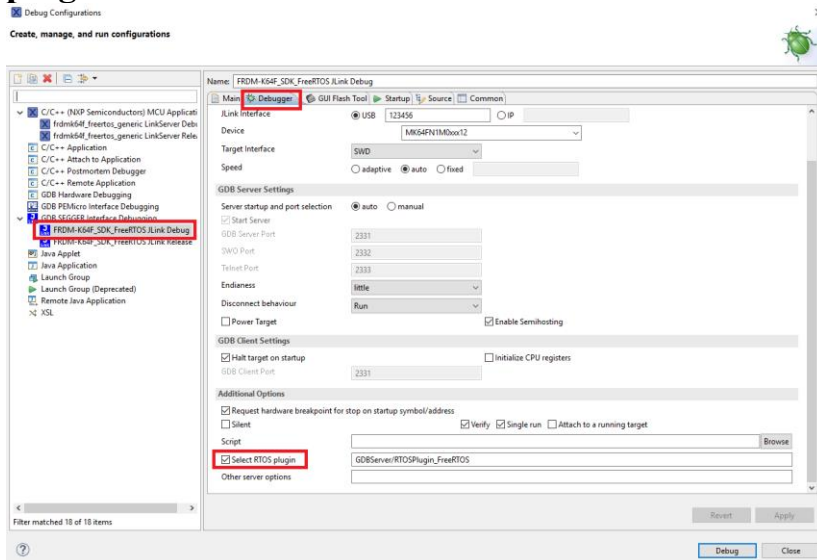 Debug Configurations
Create, manage, and run configurations
Name: FRDM-K64F_SDK_FreeRTOS JLink Debug
Main Debugger GUI Flash Tool Startup Source Common
C/C++ (NXP Semiconductors) MCU Applicati
frdmk64f_freertos_generic LinkServer Debu
frdmk64f_freertos_generic LinkServer Rele
C/C++ Application
C/C++ Attach to Application
C/C++ Postmortem Debugger
C/C++ Remote Application
GDB Hardware Debugging
GDB PEMicro Interface Debugging
GDB SEGGER Interface Debugging
FRDM-K64F_SDK_FreeRTOS JLink Debug
FRDM-K64F_SDK_FreeRTOS JLink Release
Java Applet
Java Application
Launch Group
Launch Group (Deprecated)
Remote Java Application
XSL
Filter matched 18 of 18 items
JLink Interface USB 123456 IP
Device MK64FN1M0xxx12
Target Interface SWD
Speed adaptive auto fixed
GDB Server Settings
Server startup and port selection auto manual
Start Server
GDB Server Port 2331
SWO Port 2332
Telnet Port 2333
Endianess little
Disconnect behaviour Run
Power Target Enable Semihosting
GDB Client Settings
Halt target on startup Initialize CPU registers
GDB Client Port 2331
Additional Options
Request hardware breakpoint for stop on startup symbol/address
Silent Verify Single run Attach to a running target
Script Browse
Select RTOS plugin GDBServer/RTOSPlugin_FreeRTOS
Other server options
Revert Apply
Debug Close